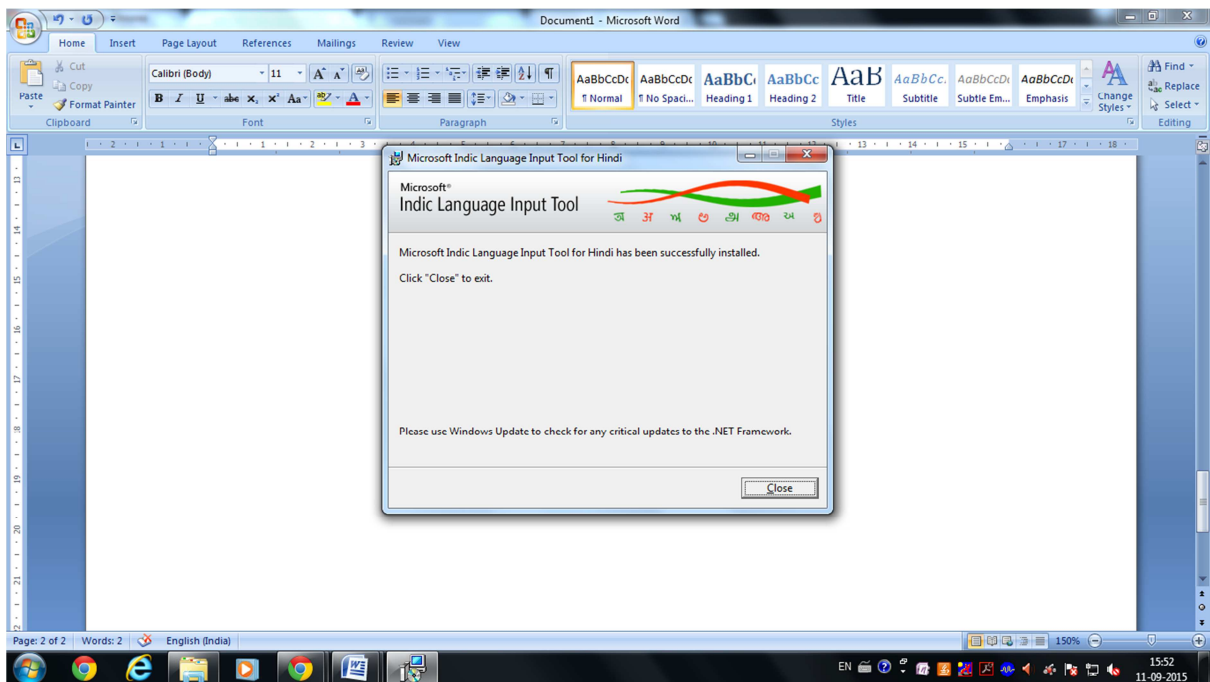 Document1 - Microsoft Word
Home Insert Page Layout References Mailings Review View
Paste
Cut
Copy
Format Painter
Clipboard
Calibri (Body) 11
Font
Paragraph
AaBbCcDc AaBbCcDc AaBbC AaBbCc AaB AaBbCc. AaBbCcDc AaBbCcDc
¶ Normal ¶ No Spaci... Heading 1 Heading 2 Title Subtitle Subtle Em... Emphasis
Change Styles
Styles
Find
Replace
Select
Editing
Microsoft Indic Language Input Tool for Hindi
Microsoft®
Indic Language Input Tool
Microsoft Indic Language Input Tool for Hindi has been successfully installed.
Click "Close" to exit.
Please use Windows Update to check for any critical updates to the .NET Framework.
Close
Page: 2 of 2 Words: 2 English (India) 150%
EN 15:52
11-09-2015